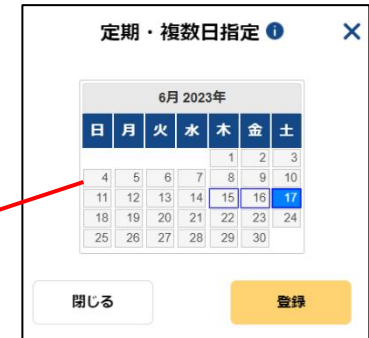 定期・複数日指定 i ×
6月 2023年
日 月 火 水 木 金 土
1 2 3
4 5 6 7 8 9 10
11 12 13 14 15 16 17
18 19 20 21 22 23 24
25 26 27 28 29 30
閉じる 登録